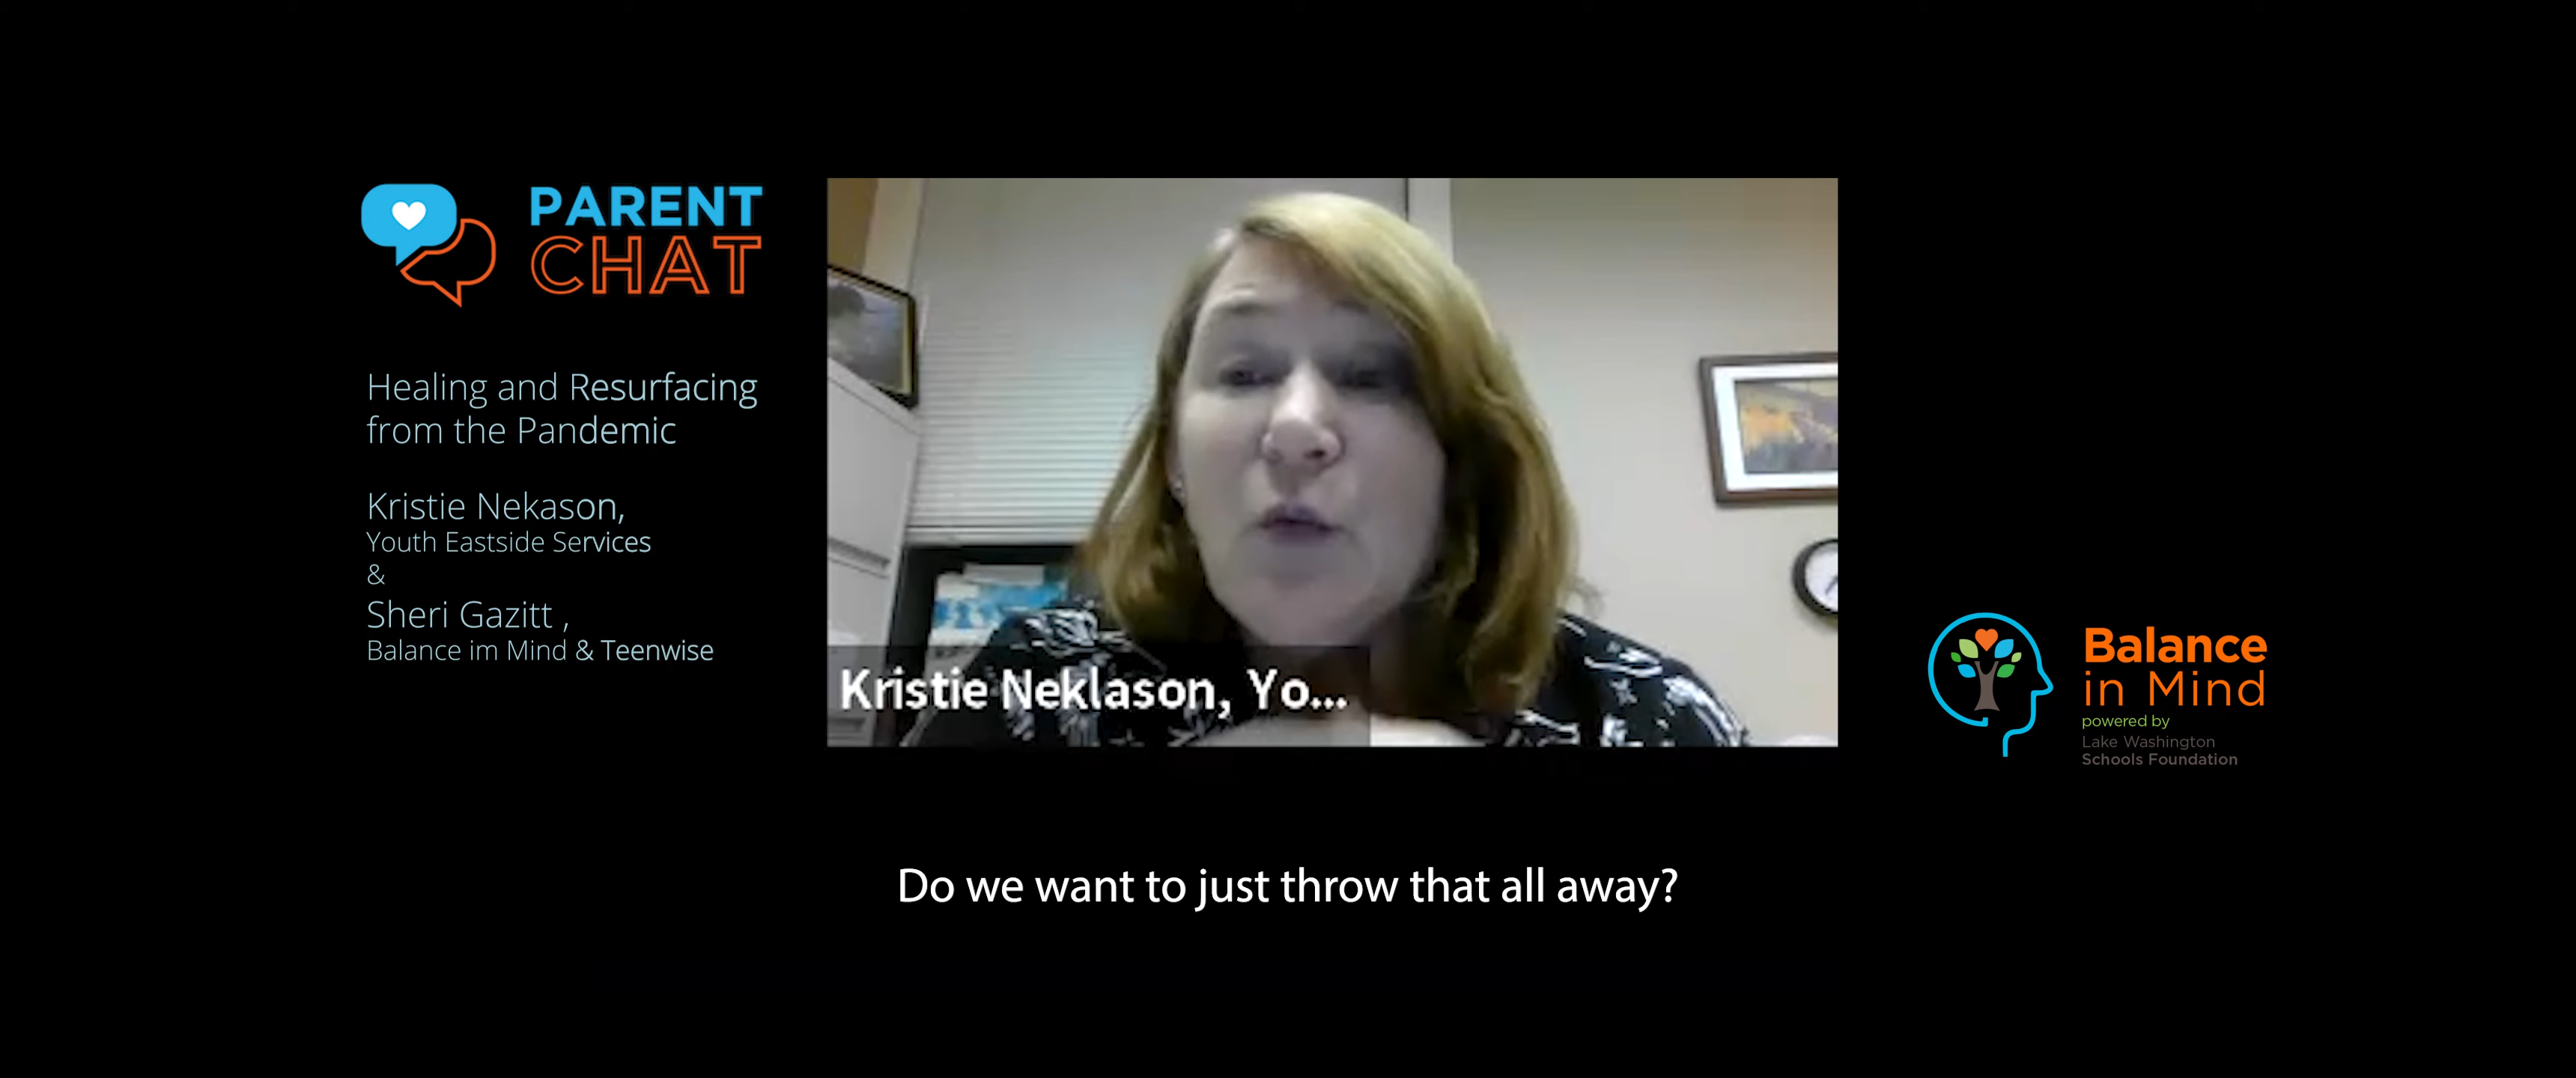 PARENT
CHAT
Healing and Resurfacing
from the Pandemic
Kristie Nekason,
Youth Eastside Services
&
Sheri Gazitt ,
Balance im Mind & Teenwise
Kristie Neklason, Yo...
Balance
in Mind
powered by
Lake Washington
Schools Foundation
Do we want to just throw that all away?